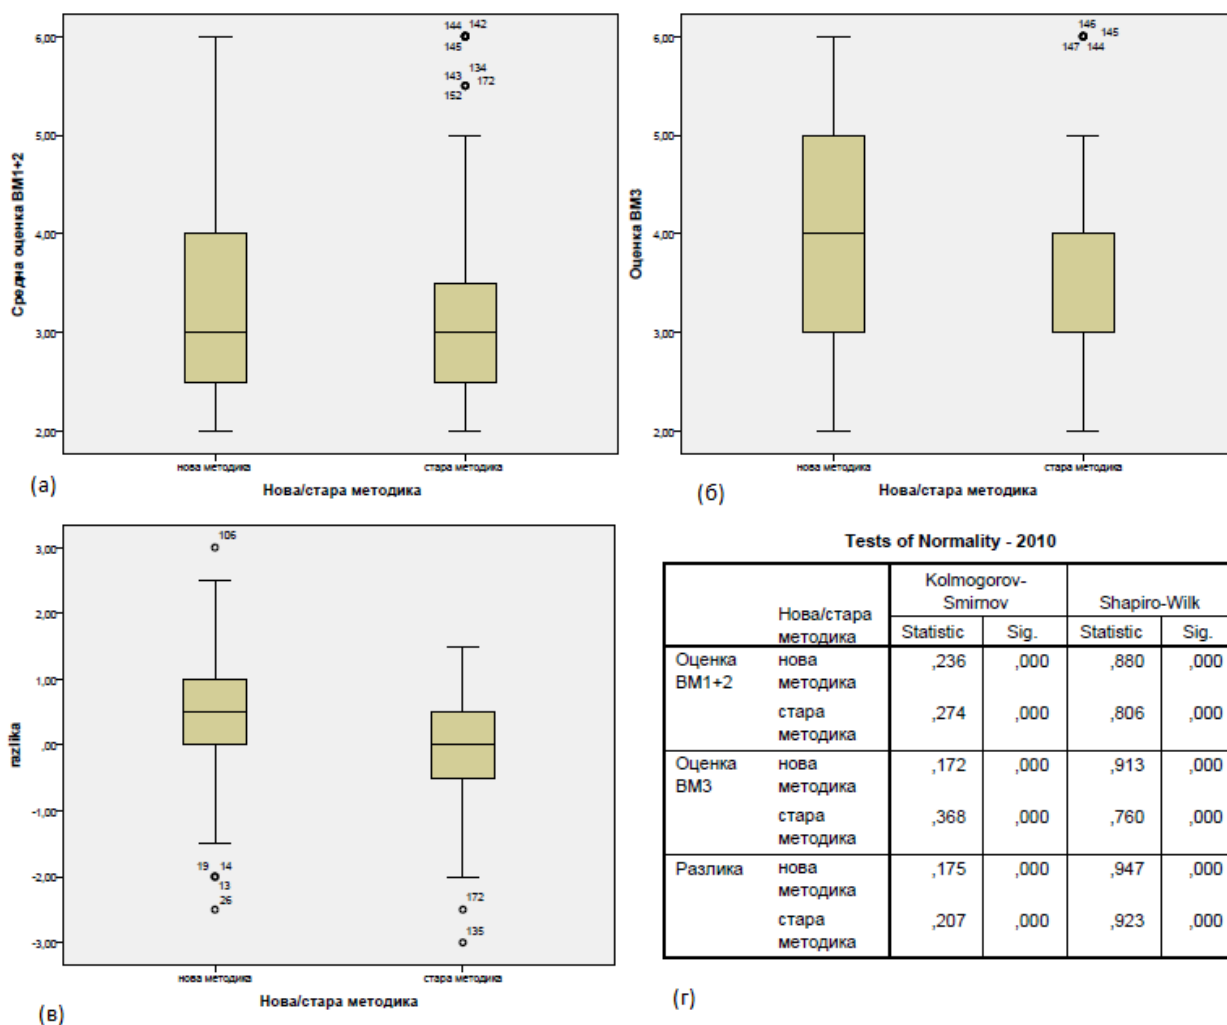 6,00
5,00
4,00
3,00
2,00
Средна оценка ВМ1+2
144 142
145
143 134
172
152
нова методика
стара методика
Нова/стара методика
(а)
6,00
5,00
4,00
3,00
2,00
Оценка ВМ3
146
145
147 144
нова методика
стара методика
Нова/стара методика
(б)
3,00
2,00
1,00
,00
-1,00
-2,00
-3,00
razlika
106
19 14
13
26
172
135
нова методика
стара методика
Нова/стара методика
(в)
Tests of Normality - 2010
Нова/стара методика
Kolmogorov-
Smirnov
Shapiro-Wilk
Statistic Sig. Statistic Sig.
Оценка ВМ1+2 нова методика ,236 ,000 ,880 ,000
стара методика ,274 ,000 ,806 ,000
Оценка ВМ3 нова методика ,172 ,000 ,913 ,000
стара методика ,368 ,000 ,760 ,000
Разлика нова методика ,175 ,000 ,947 ,000
стара методика ,207 ,000 ,923 ,000
(г)